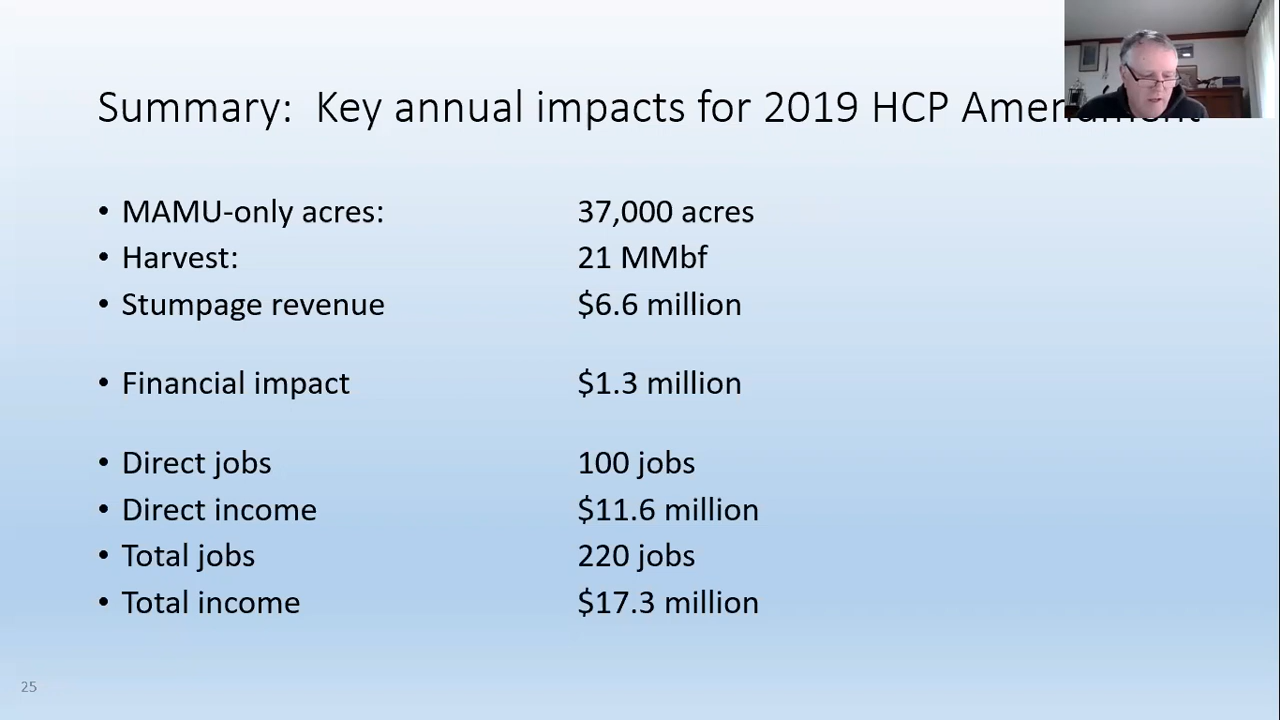 Summary: Key annual impacts for 2019 HCP Amendment
• MAMU-only acres: 37,000 acres
• Harvest: 21 MMbf
• Stumpage revenue $6.6 million
• Financial impact $1.3 million
• Direct jobs 100 jobs
• Direct income $11.6 million
• Total jobs 220 jobs
• Total income $17.3 million
25